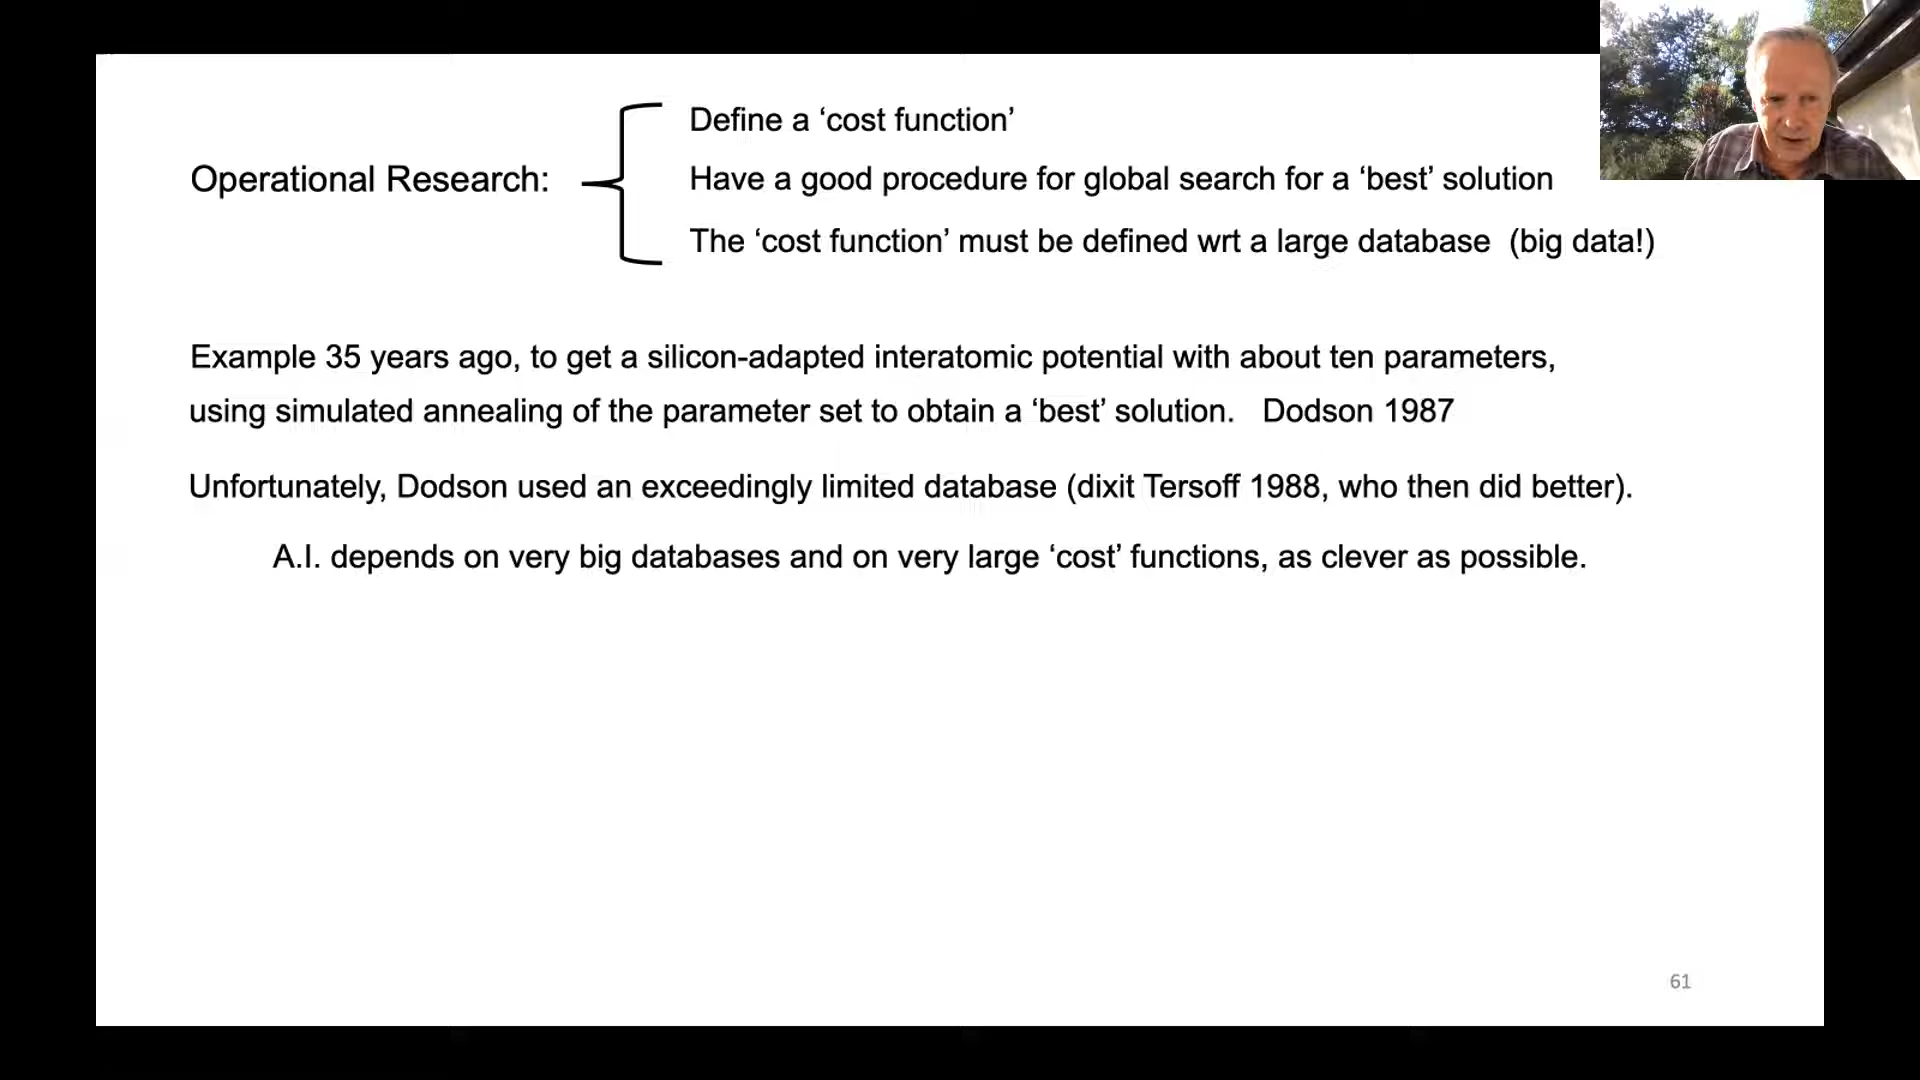 Define a ‘cost function’
Operational Research:
Have a good procedure for global search for a ‘best’ solution
The ‘cost function’ must be defined wrt a large database (big data!)
Example 35 years ago, to get a silicon-adapted interatomic potential with about ten parameters,
using simulated annealing of the parameter set to obtain a ‘best’ solution. Dodson 1987
Unfortunately, Dodson used an exceedingly limited database (dixit Tersoff 1988, who then did better).
A.I. depends on very big databases and on very large ‘cost’ functions, as clever as possible.
61